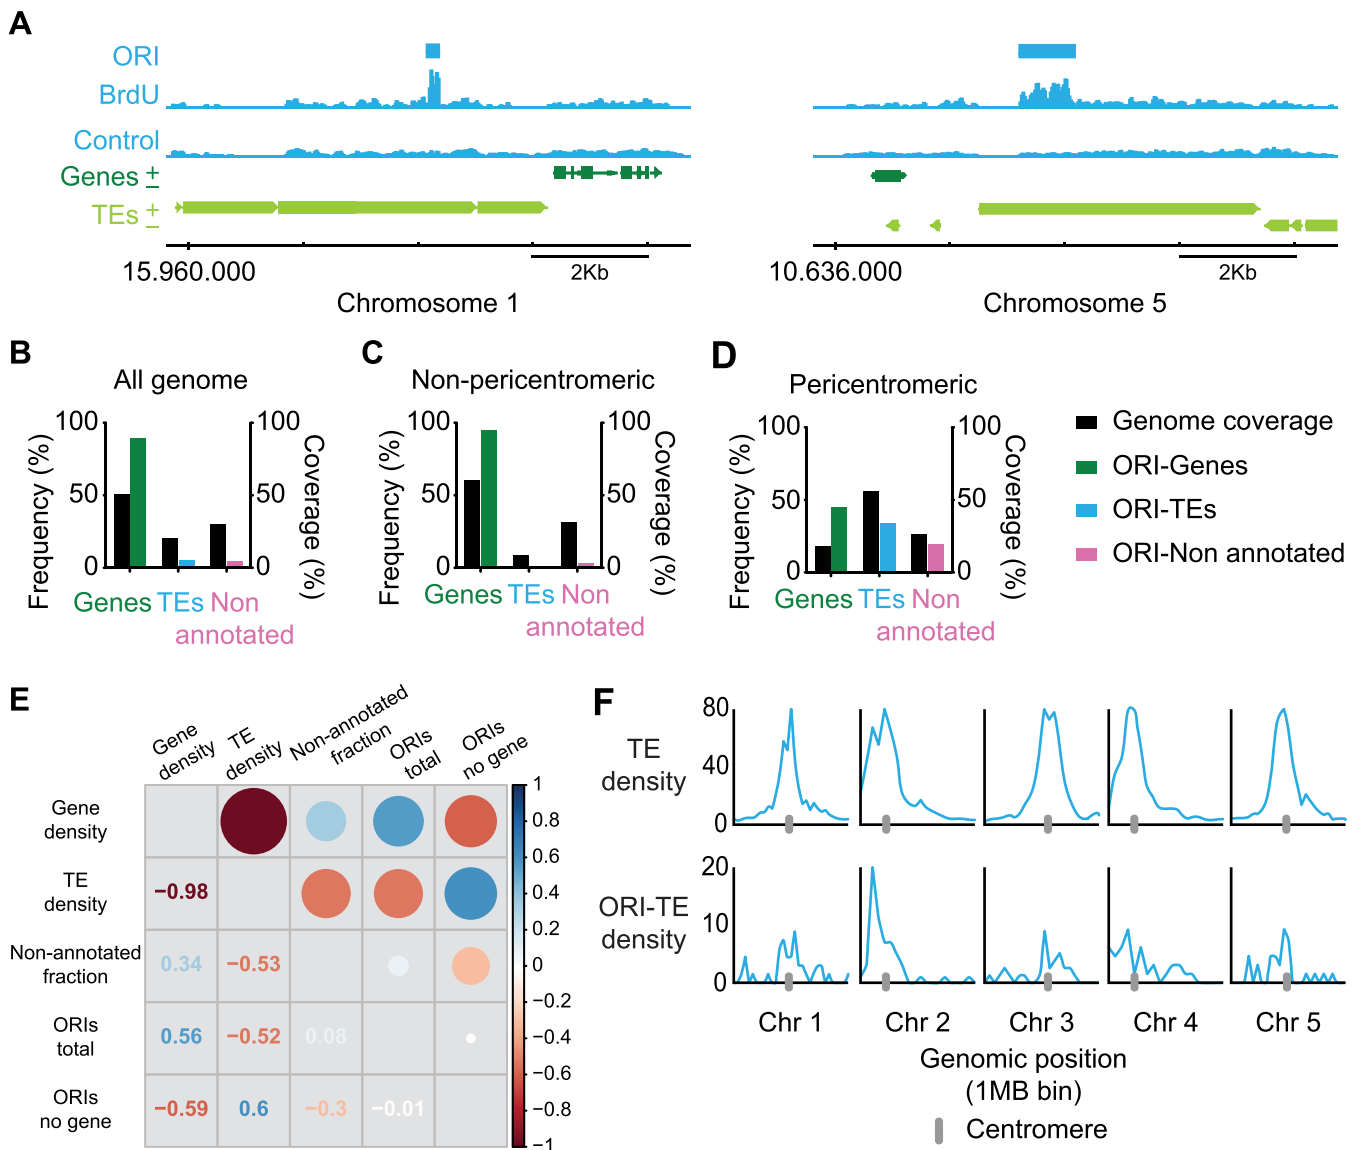 A
ORI
BrdU
Control
Genes +
−
TEs +
−
15.960.000
2Kb
Chromosome 1
10.636.000
2Kb
Chromosome 5
B
All genome
Frequency (%)
100
50
0
100
50
0
Coverage (%)
Genes TEs Non
annotated
C
Non-pericentromeric
Frequency (%)
100
50
0
100
50
0
Coverage (%)
Genes TEs Non
annotated
D
Pericentromeric
Frequency (%)
100
50
0
100
50
0
Coverage (%)
Genes TEs Non
annotated
Genome coverage
ORI-Genes
ORI-TEs
ORI-Non annotated
E
Gene
density
TE
density
Non-annotated
fraction
ORIs
total
ORIs
no gene
Gene
density
TE
density
−0.98
Non-annotated
fraction
0.34 −0.53
ORIs
total
0.56 −0.52 0.08
ORIs
no gene
−0.59 0.6 −0.3 −0.01
1
0.8
0.6
0.4
0.2
0
−0.2
−0.4
−0.6
−0.8
−1
F
TE
density
80
40
0
ORI-TE
density
20
10
0
Chr 1 Chr 2 Chr 3 Chr 4 Chr 5
Genomic position
(1MB bin)
Centromere